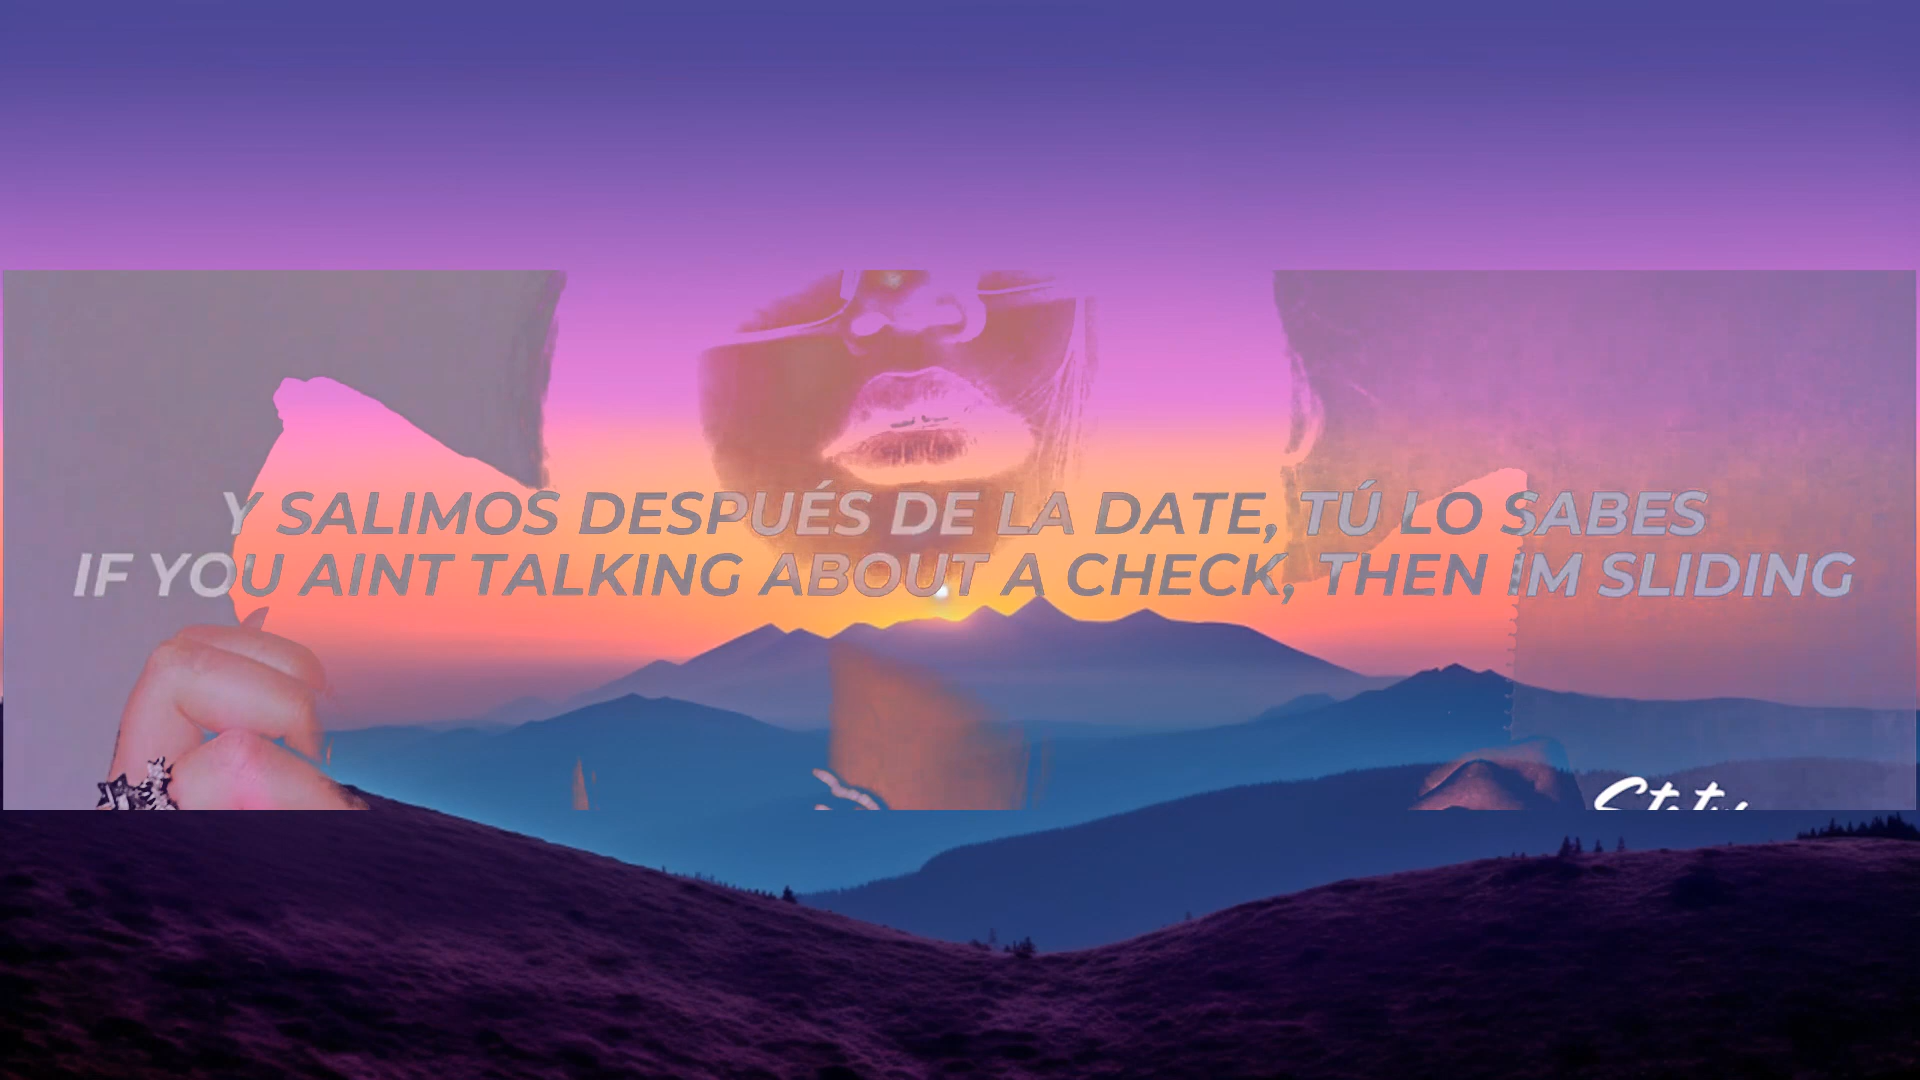 Y SALIMOS DESPUÉS DE LA DATE, TÚ LO SABES
IF YOU AINT TALKING ABOUT A CHECK, THEN IM SLIDING